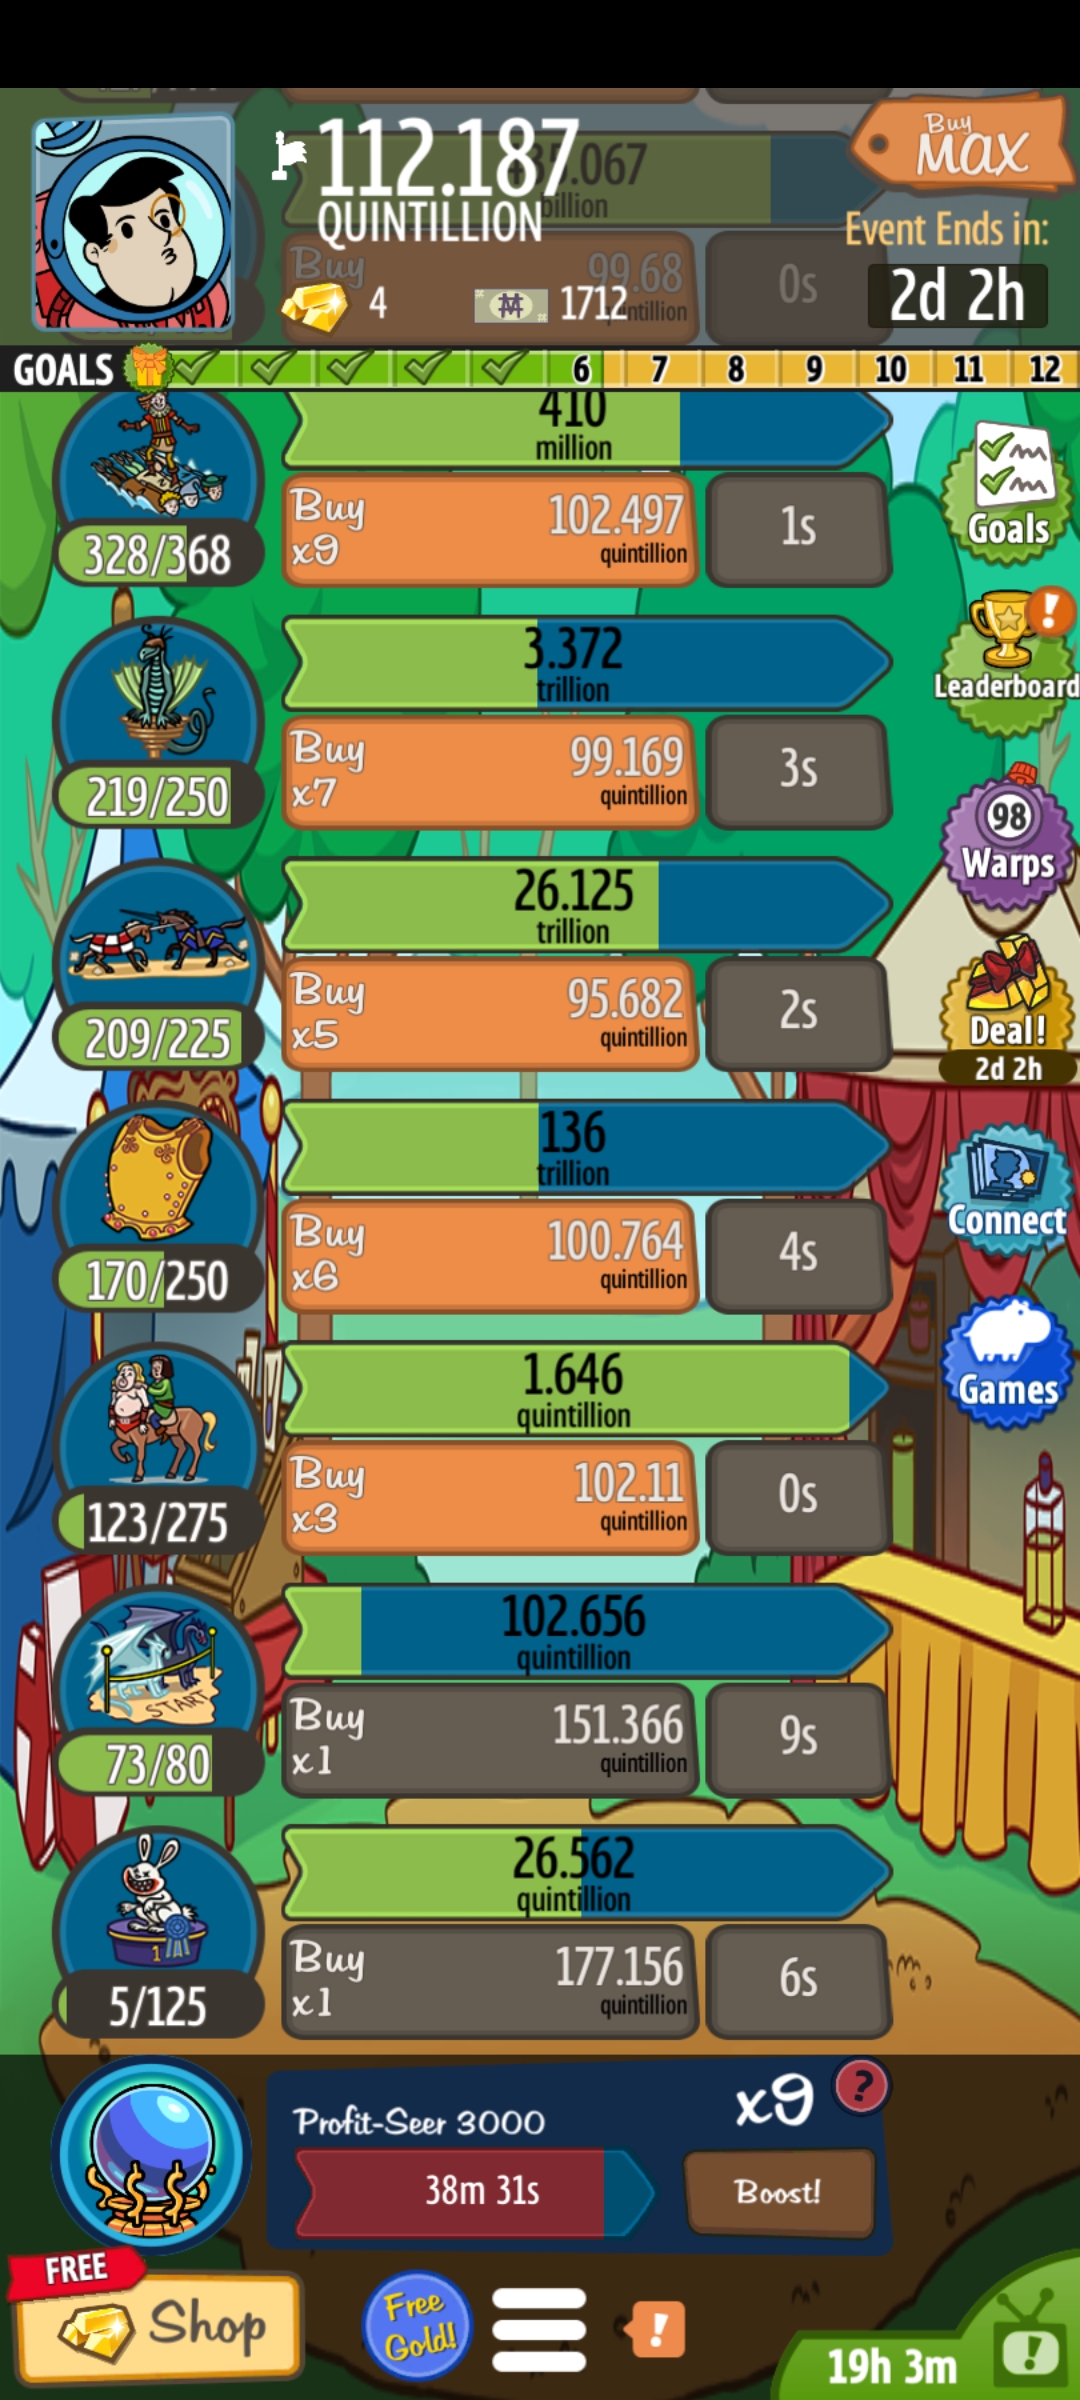 112.187
QUINTILLION
Buy
MAX
Event Ends in:
2d 2h
4
1712
billion
Buy
99.68
0s
GOALS
6 7 8 9 10 11 12
410
million
328/368
Buy
x9
102.497
quintillion
1s
Goals
3.372
trillion
219/250
Buy
x7
99.169
quintillion
3s
Leaderboard
26.125
trillion
209/225
Buy
x5
95.682
quintillion
2s
98
Warps
Deal!
2d 2h
136
trillion
170/250
Buy
x6
100.764
quintillion
4s
Connect
1.646
quintillion
123/275
Buy
x3
102.11
quintillion
0s
Games
102.656
quintillion
START
73/80
Buy
x1
151.366
quintillion
9s
26.562
quintillion
1
5/125
Buy
x1
177.156
quintillion
6s
Profit-Seer 3000
x9
?
38m 31s
Boost!
FREE
Shop
Free
Gold!
!
19h 3m
!